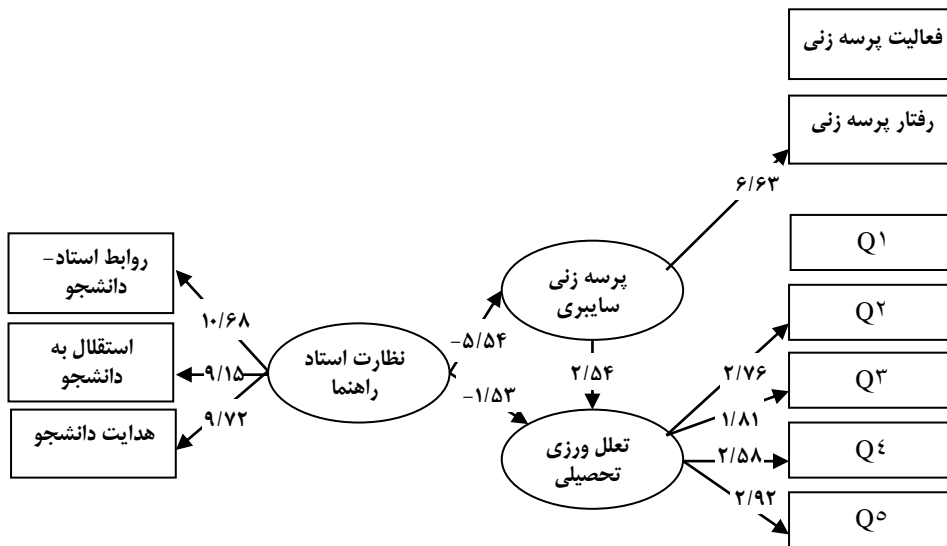 فعالیت پرسه زنی
رفتار پرسه زنی
۶/۶۳
Q۱
روابط استاد-
دانشجو
پرسه زنی
سایبری
Q۲
۱۰/۶۸
-۵/۵۴
استقلال به
دانشجو
۹/۱۵
نظارت استاد
راهنما
۲/۵۴
۲/۷۶
Q۳
-۱/۵۳
۹/۷۲
۱/۸۱
هدایت دانشجو
تعلل ورزی
تحصیلی
۲/۵۸
Q٤
۲/۹۲
Q۵